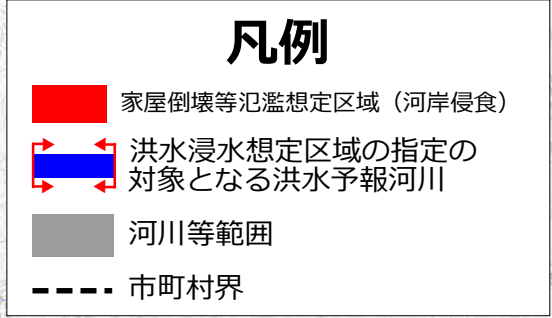 凡例
家屋倒壊等氾濫想定区域（河岸侵食）
洪水浸水想定区域の指定の
対象となる洪水予報河川
河川等範囲
市町村界